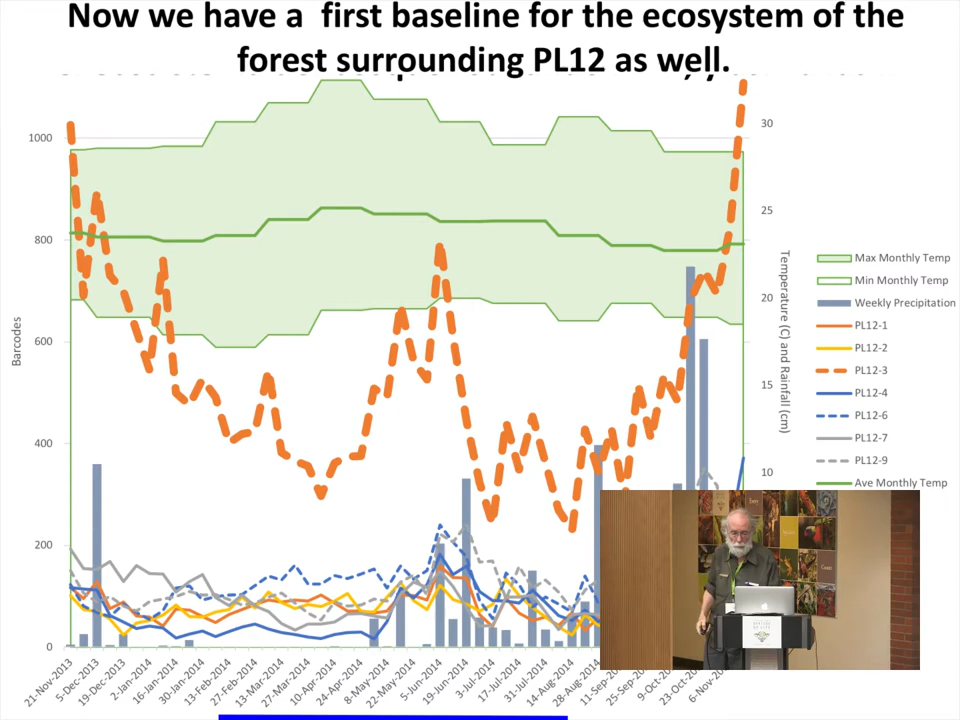 Now we have a first baseline for the ecosystem of the
forest surrounding PL12 as well.
1000
800
600
400
200
0
Barcodes
30
25
20
15
10
Temperature (C) and Rainfall (cm)
Max Monthly Temp
Min Monthly Temp
Weekly Precipitation
PL12-1
PL12-2
PL12-3
PL12-4
PL12-6
PL12-7
PL12-9
Ave Monthly Temp
21-Nov-2013
5-Dec-2013
19-Dec-2013
2-Jan-2014
16-Jan-2014
30-Jan-2014
13-Feb-2014
27-Feb-2014
13-Mar-2014
27-Mar-2014
10-Apr-2014
24-Apr-2014
8-May-2014
22-May-2014
5-Jun-2014
19-Jun-2014
3-Jul-2014
17-Jul-2014
31-Jul-2014
14-Aug-2014
28-Aug-2014
11-Sep-
25-Sep-
9-Oct-
23-Oct-
6-Nov-